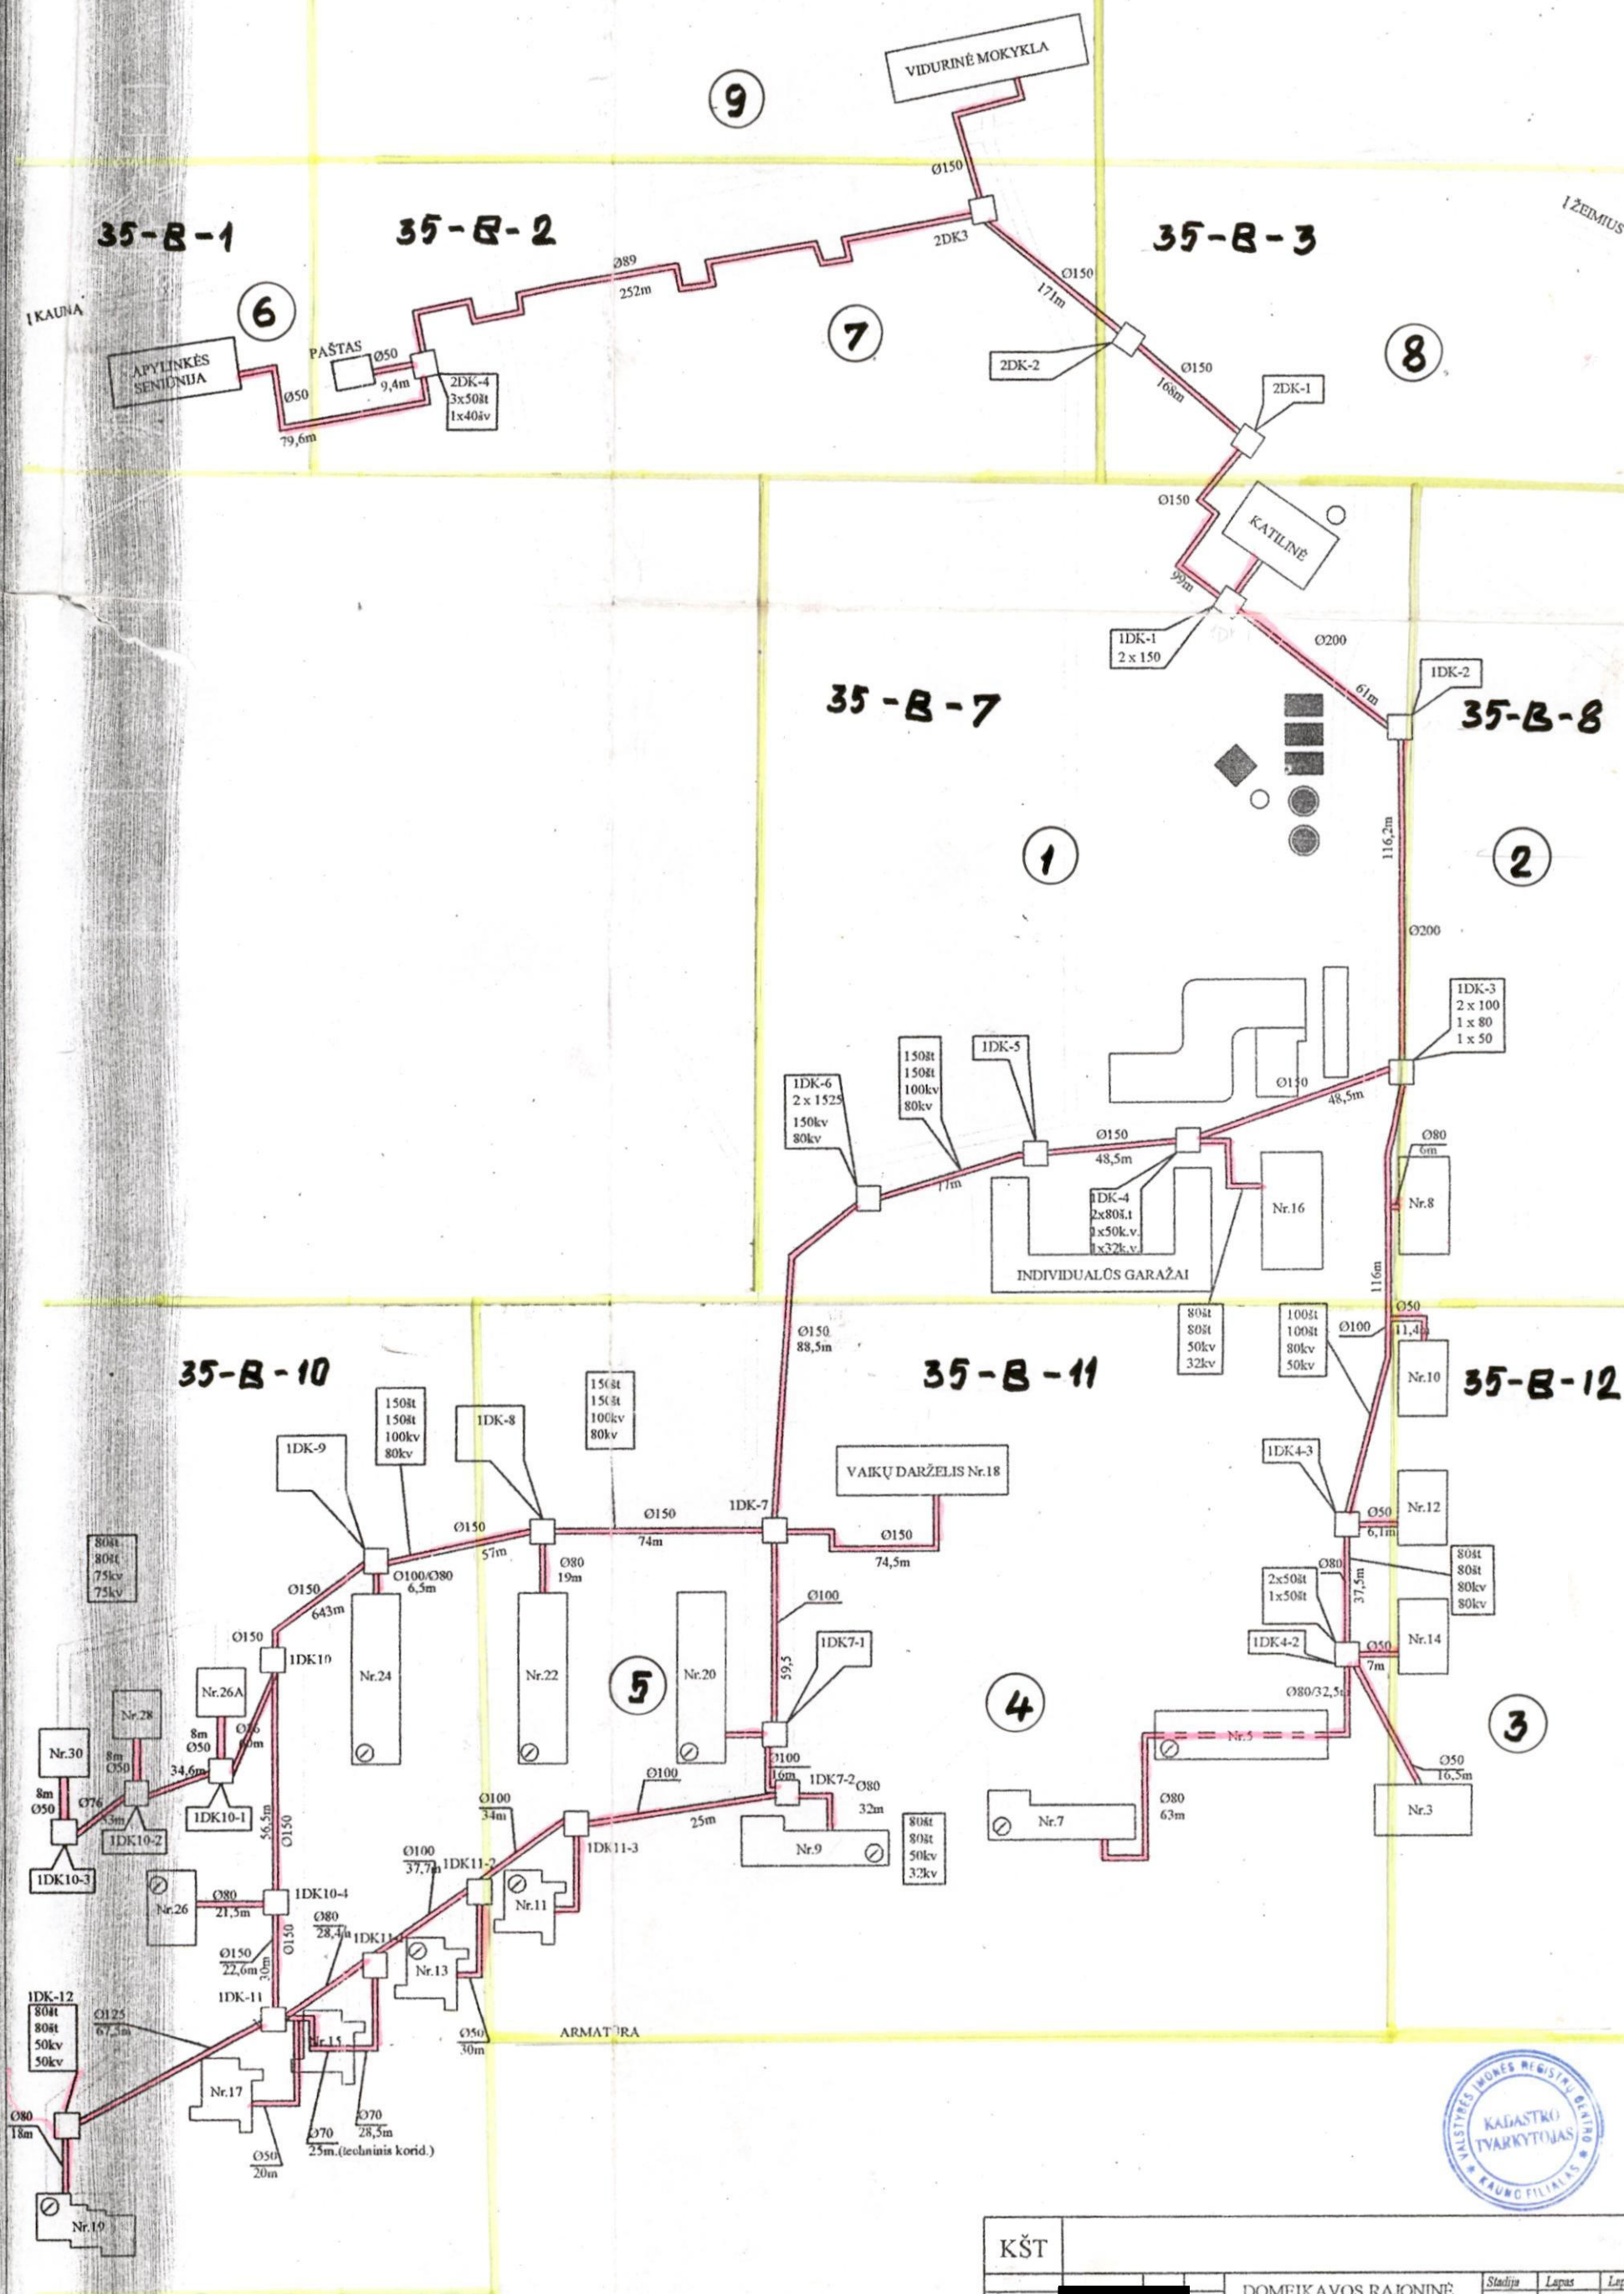 VIDURINĖ MOKYKLA
9
Ø150
35-B-1
35-B-2
35-B-3
Į ŽEIMIUS
2DK3
Ø89
252m
Ø150
171m
Į KAUNĄ
6
7
8
2DK-2
Ø150
168m
APYLINKĖS
SENIŪNIJA
PAŠTAS
Ø50
9,4m
2DK-4
3x50št
1x40áv
2DK-1
Ø50
79,6m
Ø150
KATILINĖ
99m
1DK-1
2 x 150
Ø200
61m
1DK-2
35-B-7
35-B-8
1
2
116,2m
Ø200
1DK-3
2 x 100
1 x 80
1 x 50
150št
150št
100kv
80kv
1DK-5
1DK-6
2 x 1525
150kv
80kv
Ø150
48,5m
Ø150
48,5m
77m
Ø80
6m
1DK-4
2x80š.t
1x50k.v.
1x32k.v.
Nr.16
Nr.8
INDIVIDUALŪS GARAŽAI
116m
80št
80št
50kv
32kv
100št
100št
80kv
50kv
Ø50
11,4m
Ø100
Ø150
88,5m
35-B-10
35-B-11
35-B-12
Nr.10
150št
150št
100kv
80kv
150št
150št
100kv
80kv
1DK-9
1DK-8
1DK4-3
VAIKŲ DARŽELIS Nr.18
1DK-7
Nr.12
Ø50
6,1m
Ø150
57m
Ø150
74m
Ø150
74,5m
80št
80št
75kv
75kv
Ø100/Ø80
6,5m
Ø80
19m
Ø80
37,5m
80št
80št
80kv
80kv
2x50št
1x50št
Ø150
643m
Ø100
Ø150
1DK10
1DK7-1
1DK4-2
Nr.14
Ø50
7m
Nr.26A
Nr.24
Nr.22
5
Nr.20
59,5
4
3
Ø80/32,5m
Nr.5
Nr.28
Nr.30
8m
Ø50
8m
Ø50
8m
Ø50
34,6m
Ø76
1DK10-1
1DK10-2
1DK10-3
56,5m
Ø150
Ø100
16m
1DK7-2
Ø80
32m
Ø100
25m
Ø50
16,5m
Nr.3
Nr.7
Ø80
63m
Ø100
34m
1DK11-3
Nr.9
80št
80št
50kv
32kv
Ø100
37,7m
1DK11-2
Nr.11
Nr.26
Ø80
21,5m
1DK10-4
Ø80
28,4m
Ø150
Ø150
22,6m
30m
Nr.13
1DK-11
1DK-12
80št
80št
50kv
50kv
Ø125
67,5m
Nr.15
Ø50
30m
ARMATŪRA
Nr.17
Ø80
18m
Ø50
20m
Ø70
25m.(techninis korid.)
Ø70
28,5m
Nr.19
VALSTYBĖS ĮMONĖS REGISTRŲ CENTRO
KADASTRO
TVARKYTOJAS
KAUNO FILIALAS
KŠT
DOMEIKAVOS RAJONINĖ
Stadija
Lapas